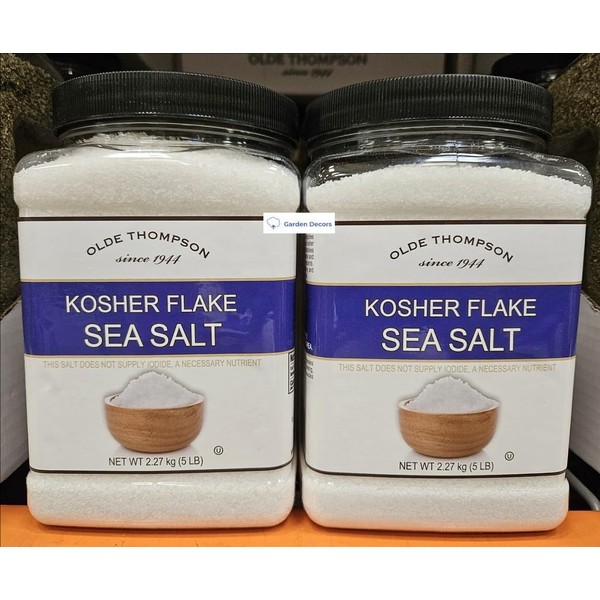 OLDE THOMPSON
since 1944
Garden Decors
OLDE THOMPSON
since 1944
KOSHER FLAKE
SEA SALT
THIS SALT DOES NOT SUPPLY IODIDE, A NECESSARY NUTRIENT
NET WT 2.27 kg (5 LB)
U
OLDE THOMPSON
since 1944
KOSHER FLAKE
SEA SALT
THIS SALT DOES NOT SUPPLY IODIDE, A NECESSARY NUTRIENT
NET WT 2.27 kg (5 LB)
U